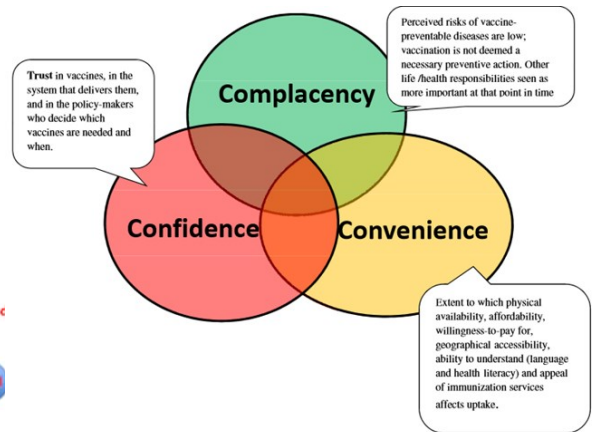 Perceived risks of vaccine-
preventable diseases are low;
vaccination is not deemed a
necessary preventive action. Other
life /health responsibilities seen as
more important at that point in time
Trust in vaccines, in the
system that delivers them,
and in the policy-makers
who decide which
vaccines are needed and
when.
Complacency
Confidence
Convenience
Extent to which physical
availability, affordability,
willingness-to-pay for,
geographical accessibility,
ability to understand (language
and health literacy) and appeal
of immunization services
affects uptake.